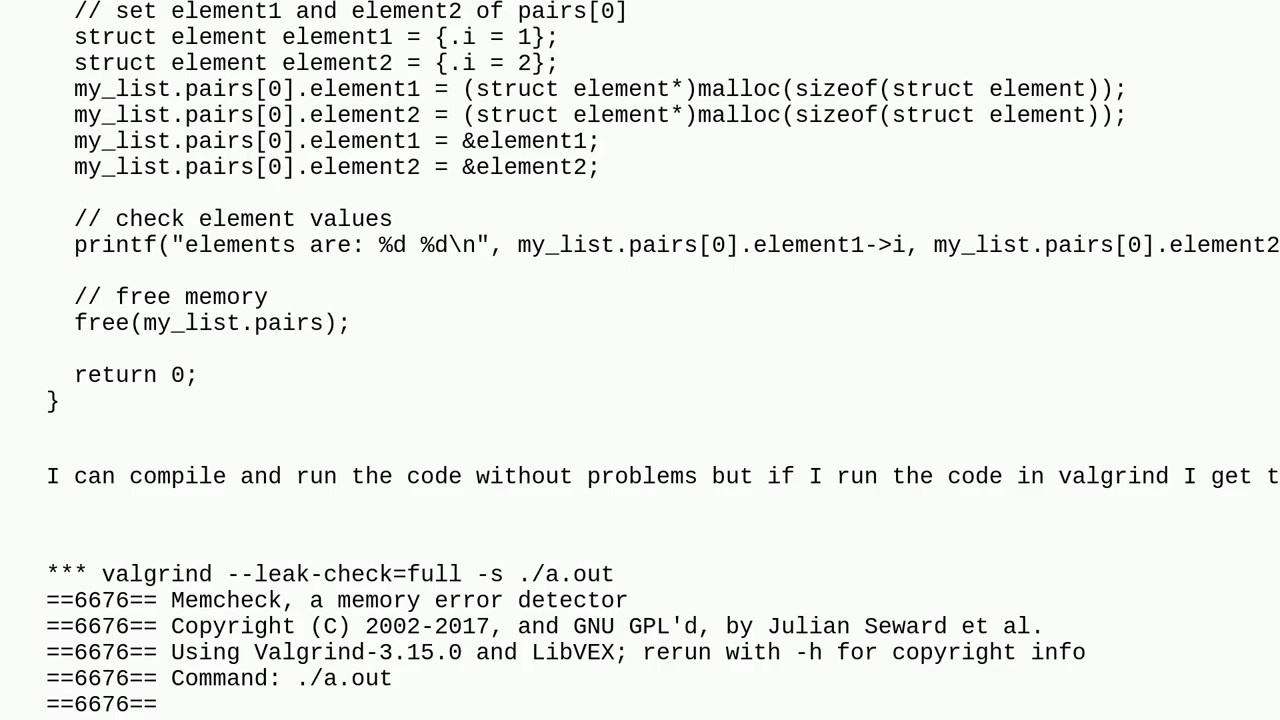 // set element1 and element2 of pairs[0]
struct element element1 = {.i = 1};
struct element element2 = {.i = 2};
my_list.pairs[0].element1 = (struct element*)malloc(sizeof(struct element));
my_list.pairs[0].element2 = (struct element*)malloc(sizeof(struct element));
my_list.pairs[0].element1 = &element1;
my_list.pairs[0].element2 = &element2;
// check element values
printf("elements are: %d %d\n", my_list.pairs[0].element1->i, my_list.pairs[0].element2
// free memory
free(my_list.pairs);
return 0;
}
I can compile and run the code without problems but if I run the code in valgrind I get t
*** valgrind --leak-check=full -s ./a.out
==6676== Memcheck, a memory error detector
==6676== Copyright (C) 2002-2017, and GNU GPL'd, by Julian Seward et al.
==6676== Using Valgrind-3.15.0 and LibVEX; rerun with -h for copyright info
==6676== Command: ./a.out
==6676==